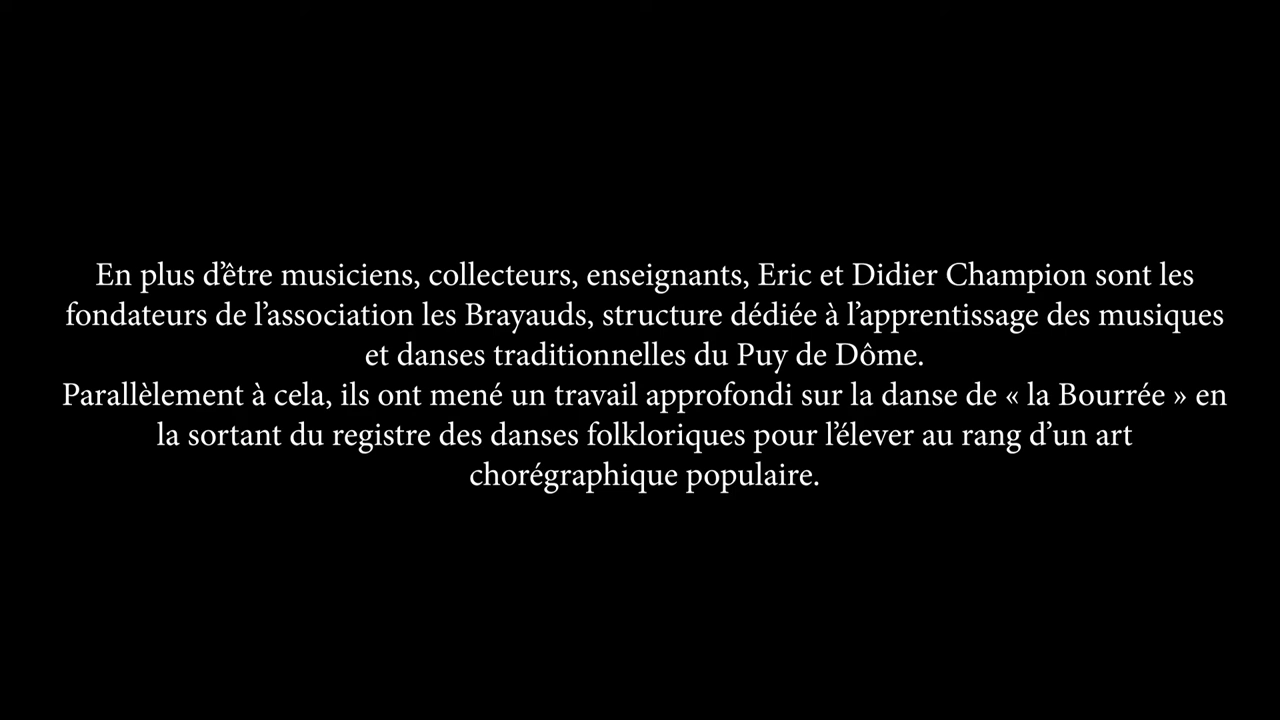 En plus d’être musiciens, collecteurs, enseignants, Eric et Didier Champion sont les
fondateurs de l’association les Brayauds, structure dédiée à l’apprentissage des musiques
et danses traditionnelles du Puy de Dôme.
Parallèlement à cela, ils ont mené un travail approfondi sur la danse de « la Bourrée » en
la sortant du registre des danses folkloriques pour l’élever au rang d’un art
chorégraphique populaire.